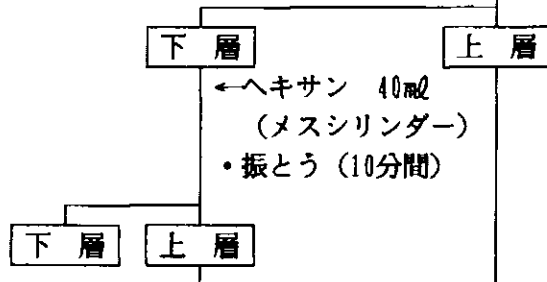 下 層
上 層
←ヘキサン 40㎖
(メスシリンダー)
・振とう(10分間)
下 層
上 層